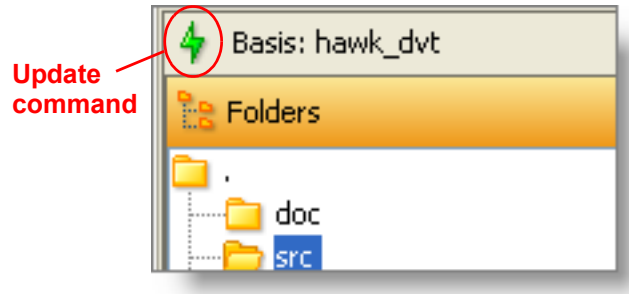 Basis: hawk_dvt
Update
command
Folders
.
doc
src